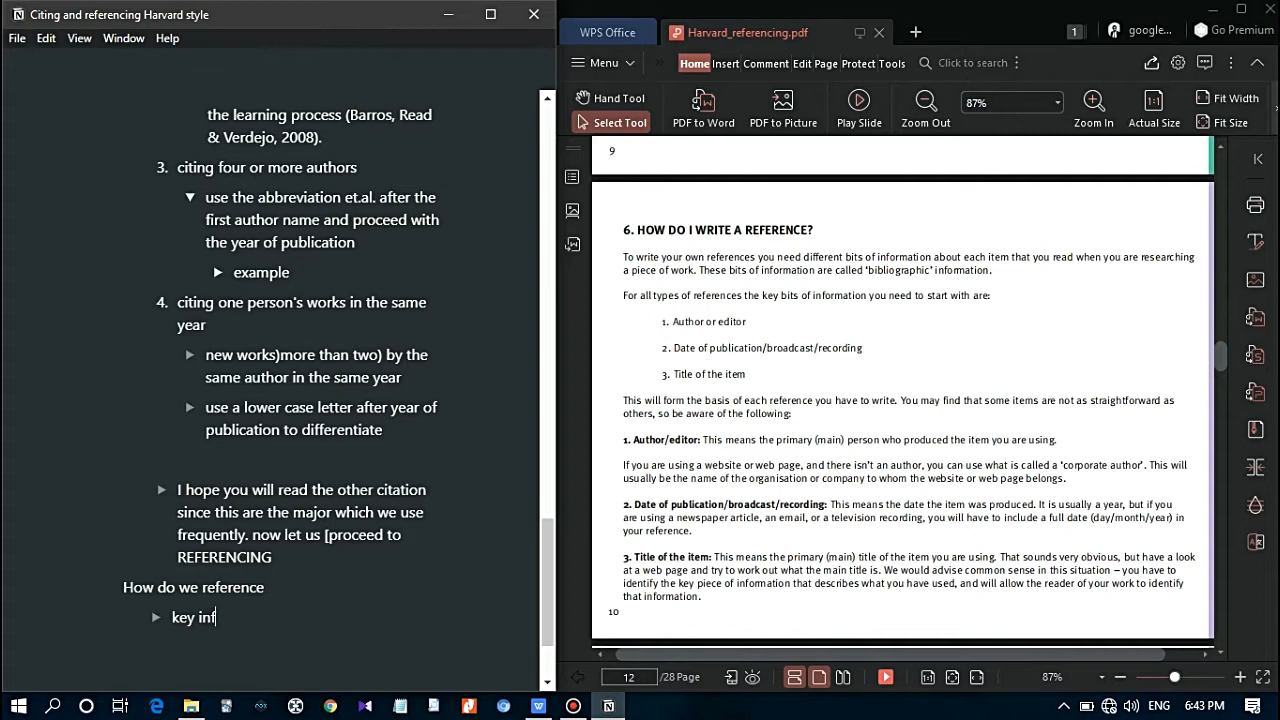 Citing and referencing Harvard style
File Edit View Window Help
the learning process (Barros, Read
& Verdejo, 2008).
3. citing four or more authors
use the abbreviation et.al. after the
first author name and proceed with
the year of publication
example
4. citing one person's works in the same
year
new works)more than two) by the
same author in the same year
use a lower case letter after year of
publication to differentiate
I hope you will read the other citation
since this are the major which we use
frequently. now let us [proceed to
REFERENCING
How do we reference
key inf
WPS Office
Harvard_referencing.pdf
1
google...
Go Premium
Menu
Home Insert Comment Edit Page Protect Tools
Click to search
Hand Tool
Select Tool
PDF to Word
PDF to Picture
Play Slide
Zoom Out
87%
Zoom In
Actual Size
Fit Width
Fit Size
9
6. HOW DO I WRITE A REFERENCE?
To write your own references you need different bits of information about each item that you read when you are researching
a piece of work. These bits of information are called ‘bibliographic’ information.
For all types of references the key bits of information you need to start with are:
1. Author or editor
2. Date of publication/broadcast/recording
3. Title of the item
This will form the basis of each reference you have to write. You may find that some items are not as straightforward as
others, so be aware of the following:
1. Author/editor: This means the primary (main) person who produced the item you are using.
If you are using a website or web page, and there isn’t an author, you can use what is called a ‘corporate author’. This will
usually be the name of the organisation or company to whom the website or web page belongs.
2. Date of publication/broadcast/recording: This means the date the item was produced. It is usually a year, but if you
are using a newspaper article, an email, or a television recording, you will have to include a full date (day/month/year) in
your reference.
3. Title of the item: This means the primary (main) title of the item you are using. That sounds very obvious, but have a look
at a web page and try to work out what the main title is. We would advise common sense in this situation – you have to
identify the key piece of information that describes what you have used, and will allow the reader of your work to identify
that information.
10
12 /28 Page
87%
ENG 6:43 PM